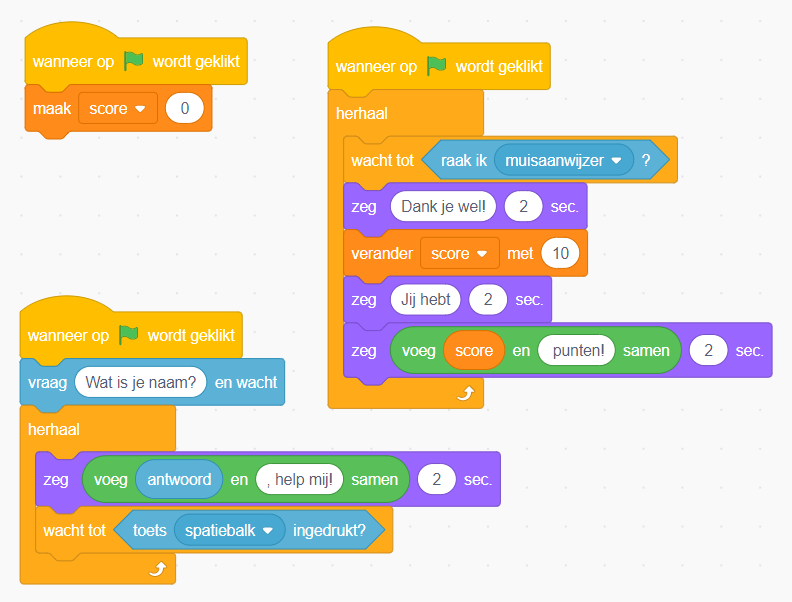 wanneer op wordt geklikt
maak score 0
wanneer op wordt geklikt
vraag Wat is je naam? en wacht
herhaal
zeg voeg antwoord en , help mij! samen 2 sec.
wacht tot toets spatiebalk ingedrukt?
wanneer op wordt geklikt
herhaal
wacht tot raak ik muisaanwijzer ?
zeg Dank je wel! 2 sec.
verander score met 10
zeg Jij hebt 2 sec.
zeg voeg score en punten! samen 2 sec.